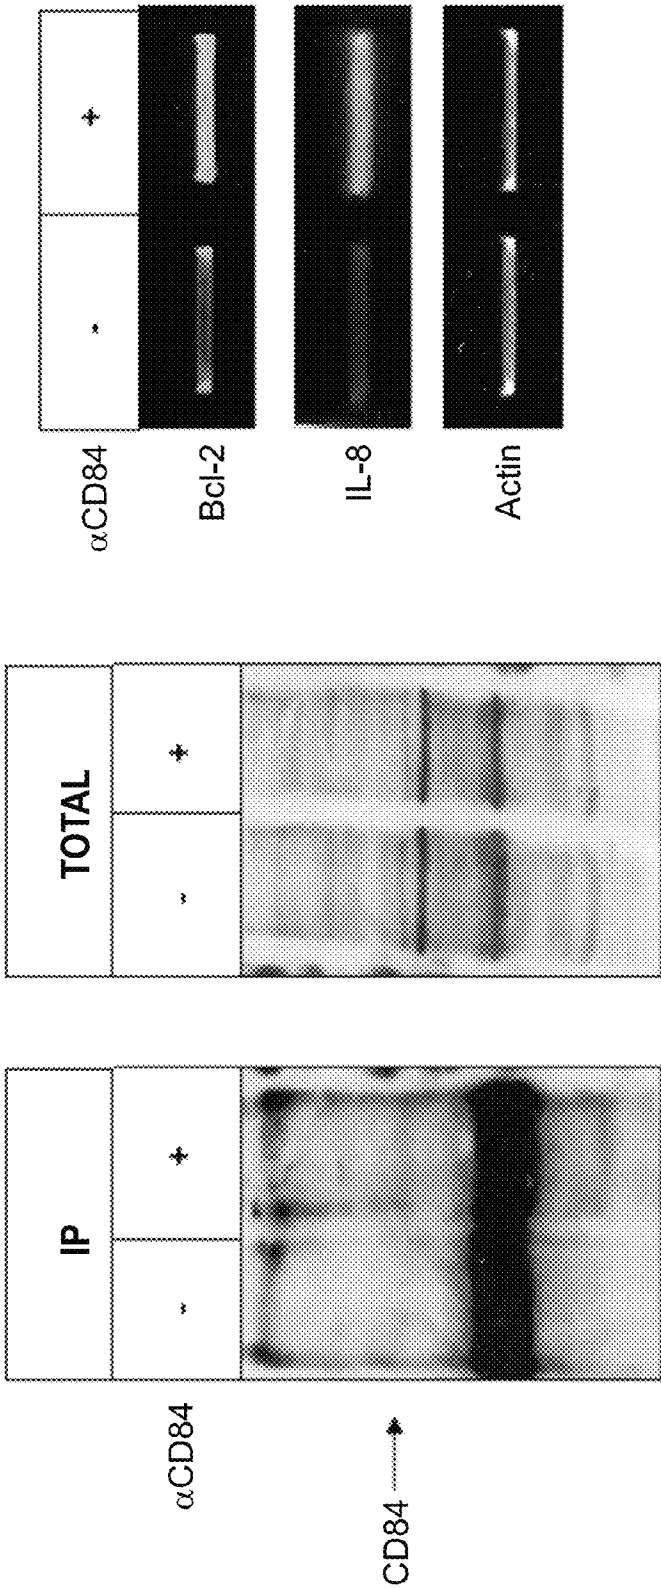 IP
αCD84
-
+
CD84
TOTAL
-
+
αCD84
-
+
Bcl-2
IL-8
Actin